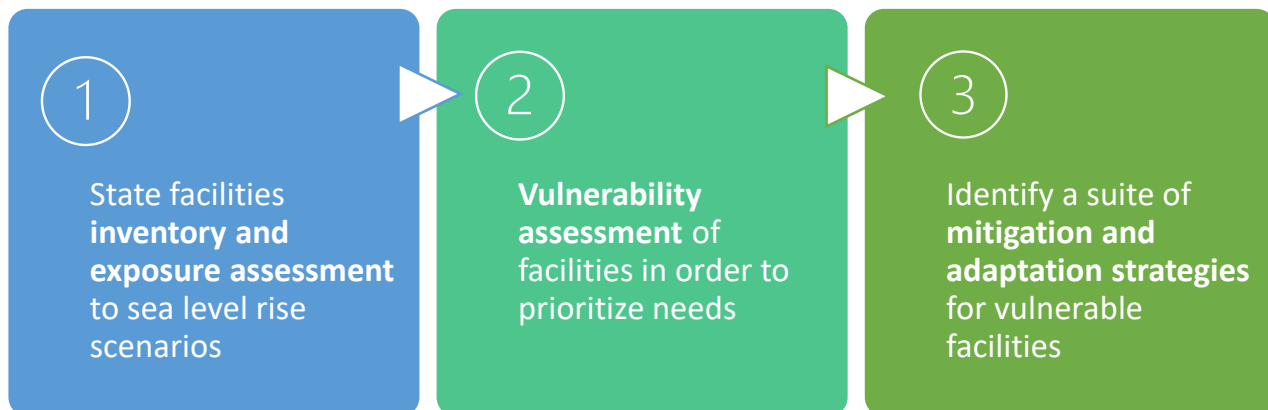 1
State facilities
inventory and
exposure assessment
to sea level rise
scenarios
2
Vulnerability
assessment of
facilities in order to
prioritize needs
3
Identify a suite of
mitigation and
adaptation strategies
for vulnerable
facilities